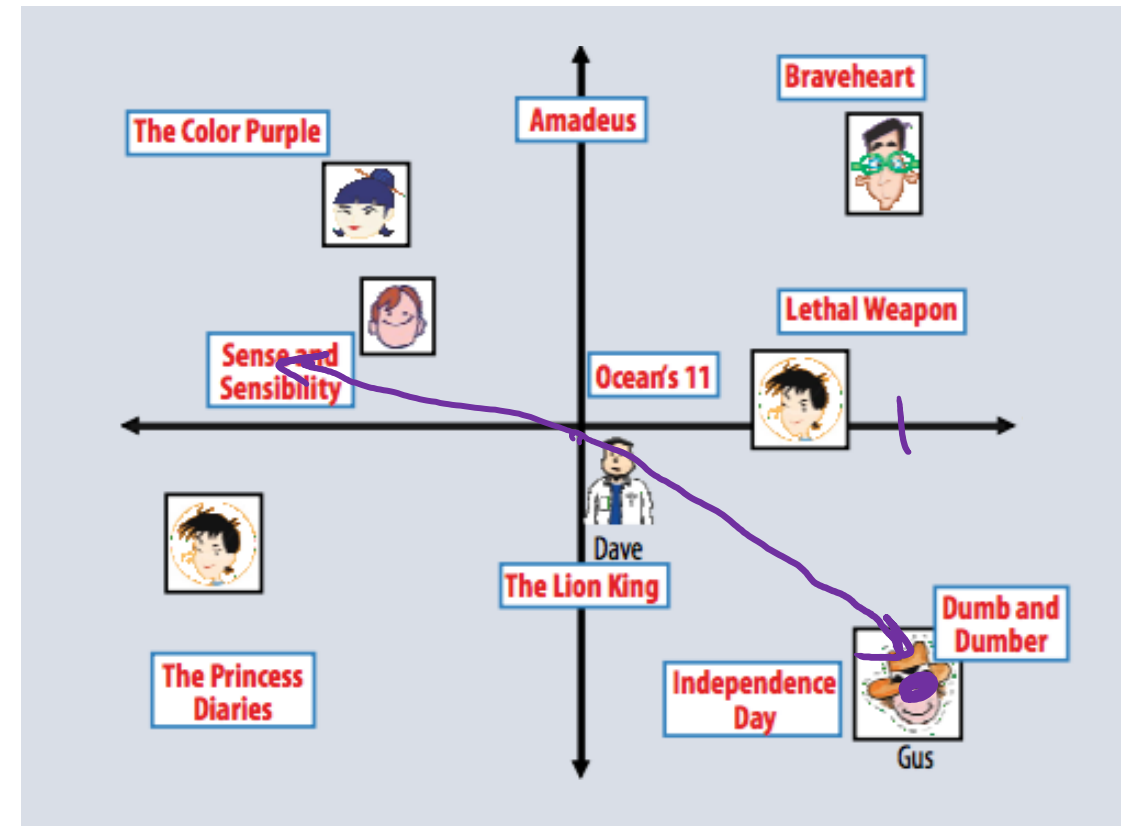 Braveheart
Amadeus
The Color Purple
Lethal Weapon
Sense and
Sensibility
Ocean's 11
Dave
The Lion King
Dumb and
Dumber
The Princess
Diaries
Independence
Day
Gus